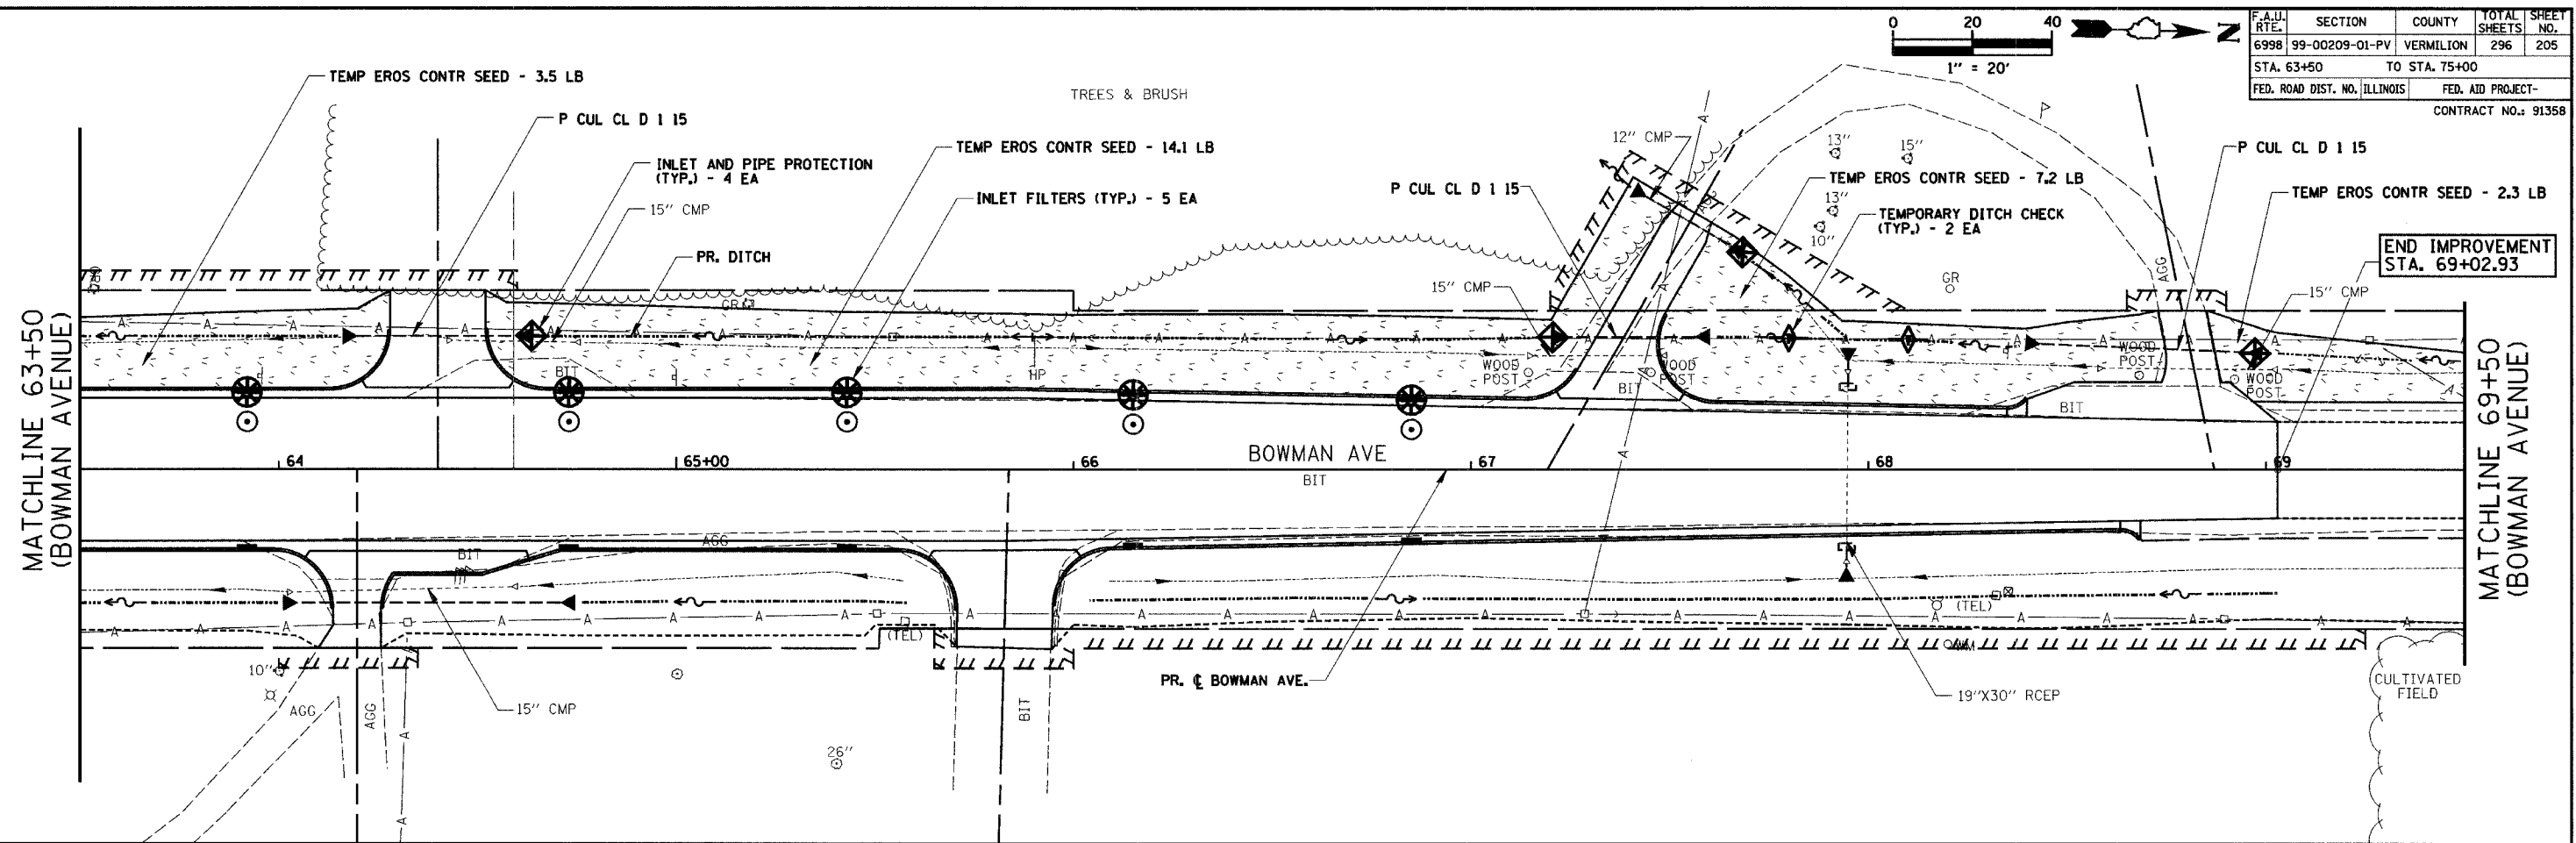 0 20 40
1" = 20'
N
F.A.U. RTE. SECTION COUNTY TOTAL SHEETS SHEET NO.
6998 99-00209-01-PV VERMILION 296 205
STA. 63+50 TO STA. 75+00
FED. ROAD DIST. NO. ILLINOIS FED. AID PROJECT-
CONTRACT NO.: 91358
TEMP EROS CONTR SEED - 3.5 LB
TREES & BRUSH
P CUL CL D 1 15
INLET AND PIPE PROTECTION
(TYP.) - 4 EA
15" CMP
PR. DITCH
TEMP EROS CONTR SEED - 14.1 LB
INLET FILTERS (TYP.) - 5 EA
12" CMP
P CUL CL D 1 15
15" CMP
13"
15"
13"
10"
TEMP EROS CONTR SEED - 7.2 LB
TEMPORARY DITCH CHECK
(TYP.) - 2 EA
P CUL CL D 1 15
TEMP EROS CONTR SEED - 2.3 LB
END IMPROVEMENT
STA. 69+02.93
15" CMP
GR
GR
AGG
A A A A A A A A A A A
P
HP
BIT
WOOD
POST
WOOD
POST
BIT
WOOD
POST
WOOD
POST
BIT
MATCHLINE 63+50
(BOWMAN AVENUE)
64 65+00 66 67 68 69
BOWMAN AVE
BIT
MATCHLINE 69+50
(BOWMAN AVENUE)
BIT
AGG
A A A A A A A A A A A A A
(TEL)
(TEL)
10"
AGG
AGG
15" CMP
BIT
26"
PR. ℄ BOWMAN AVE.
19"X30" RCEP
CULTIVATED
FIELD